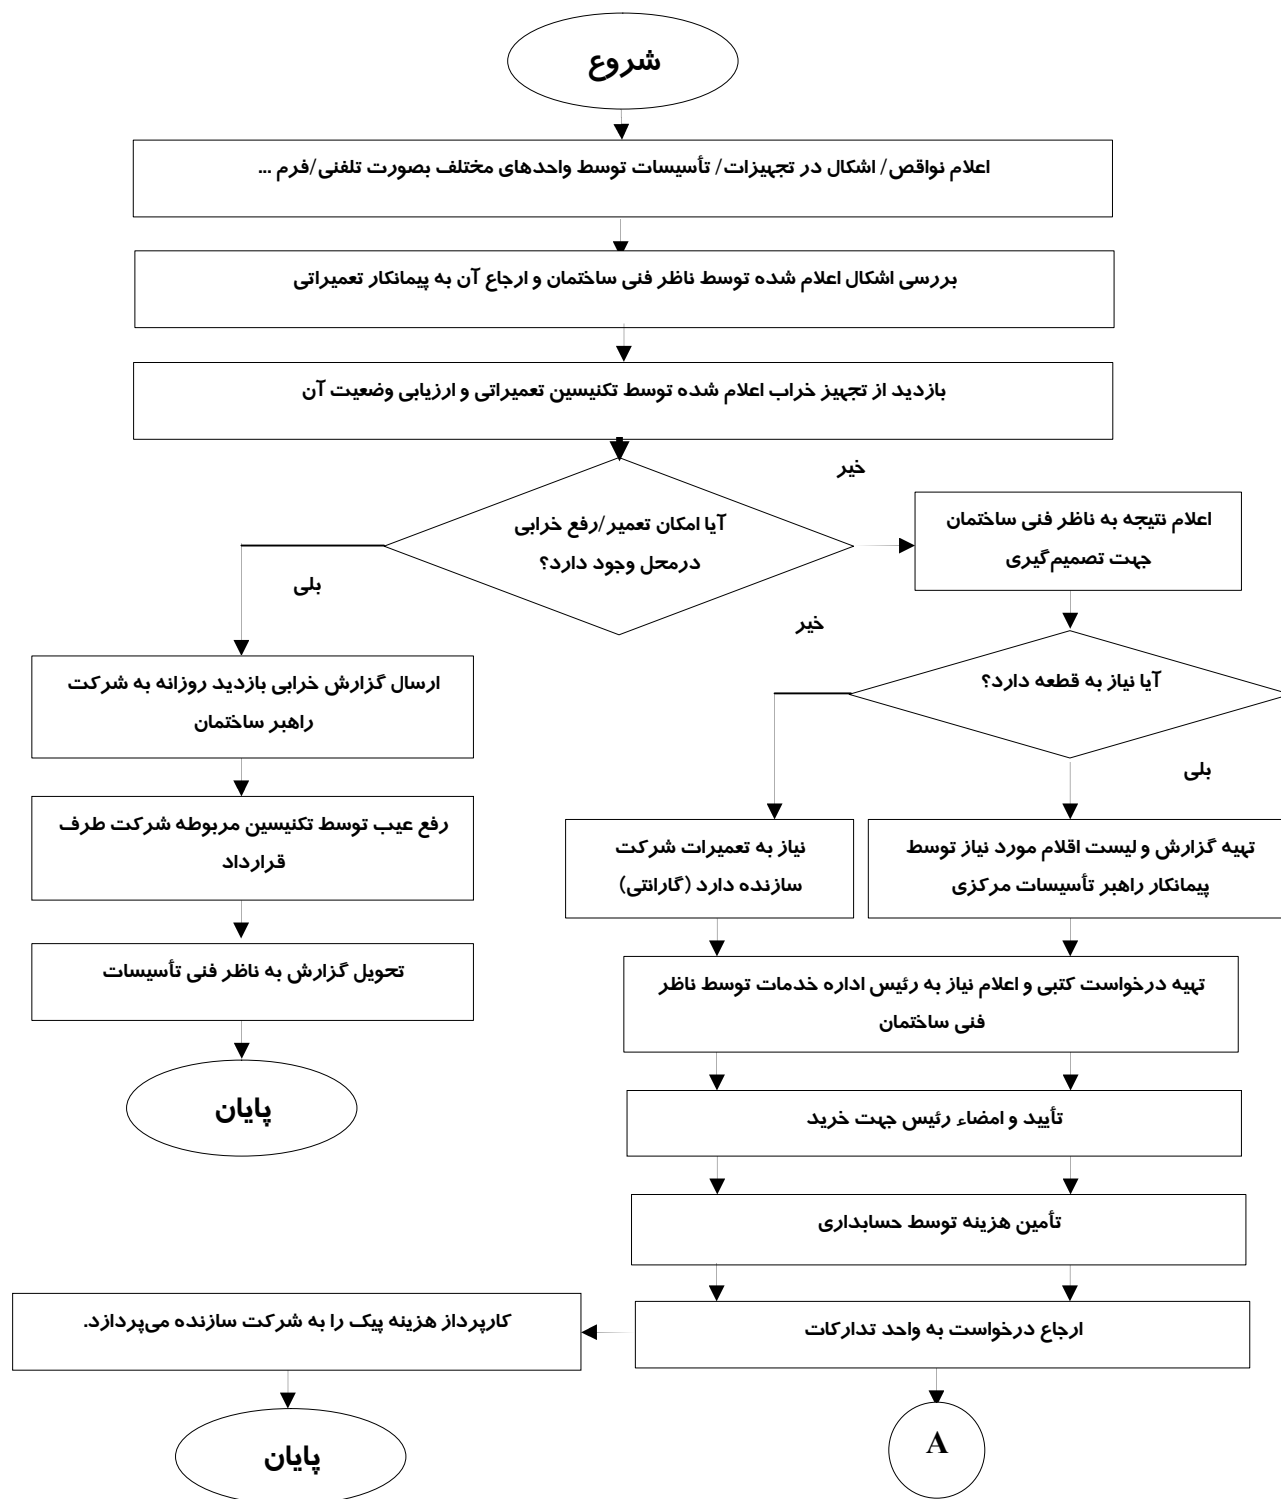 شروع
اعلام نواقص/ اشکال در تجهیزات/ تأسیسات توسط واحدهای مختلف بصورت تلفنی/فرم ...
بررسی اشکال اعلام شده توسط ناظر فنی ساختمان و ارجاع آن به پیمانکار تعمیراتی
بازدید از تجهیز خراب اعلام شده توسط تکنیسین تعمیراتی و ارزیابی وضعیت آن
خیر
آیا امکان تعمیر/رفع خرابی
درمحل وجود دارد؟
اعلام نتیجه به ناظر فنی ساختمان
جهت تصمیم‌گیری
بلی
خیر
آیا نیاز به قطعه دارد؟
ارسال گزارش خرابی بازدید روزانه به شرکت
راهبر ساختمان
بلی
رفع عیب توسط تکنیسین مربوطه شرکت طرف
قرارداد
نیاز به تعمیرات شرکت
سازنده دارد (گارانتی)
تهیه گزارش و لیست اقلام مورد نیاز توسط
پیمانکار راهبر تأسیسات مرکزی
تحویل گزارش به ناظر فنی تأسیسات
تهیه درخواست کتبی و اعلام نیاز به رئیس اداره خدمات توسط ناظر
فنی ساختمان
پایان
تأیید و امضاء رئیس جهت خرید
تأمین هزینه توسط حسابداری
ارجاع درخواست به واحد تدارکات
کارپرداز هزینه پیک را به شرکت سازنده می‌پردازد.
A
پایان